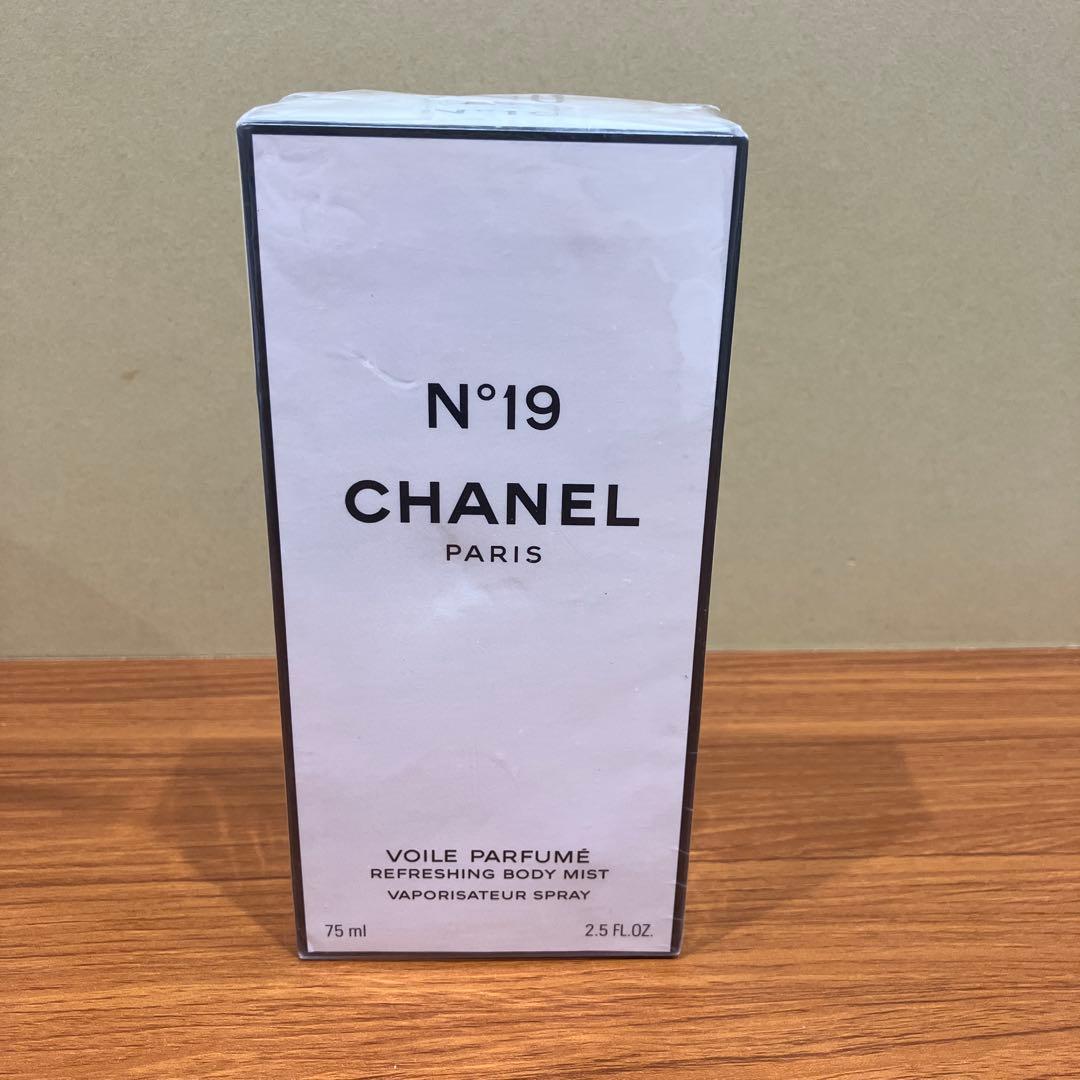 N°19
CHANEL
PARIS
VOILE PARFUMÉ
REFRESHING BODY MIST
VAPORISATEUR SPRAY
75 ml 2.5 FL.OZ.